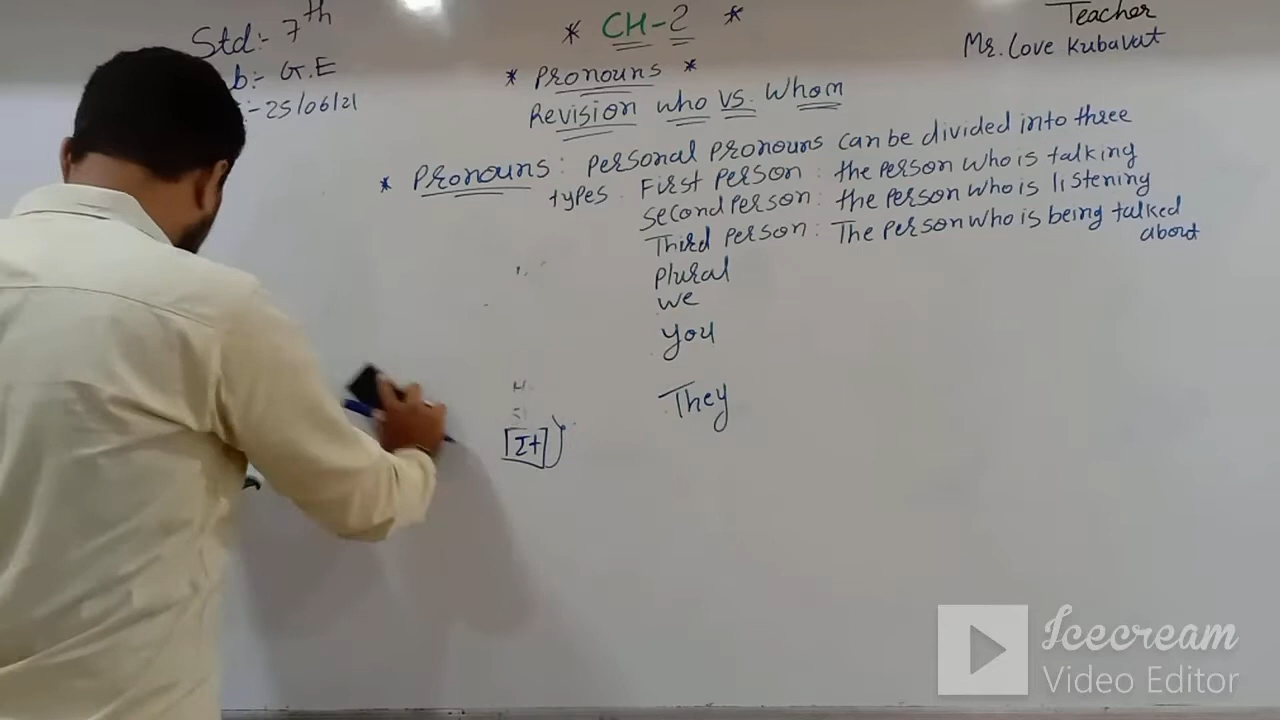 Std:- 7th
b:- G.E
:-25/06/21
* CH-2 *
* Pronouns *
Revision who vs. Whom
Teacher
Mr. Love Kubavat
* Pronouns: Personal pronouns can be divided into three
types. First person: the person who is talking
Second person: the person who is listening
Third person: The person who is being talked
about
plural
we
you
They
It
Icecream
Video Editor